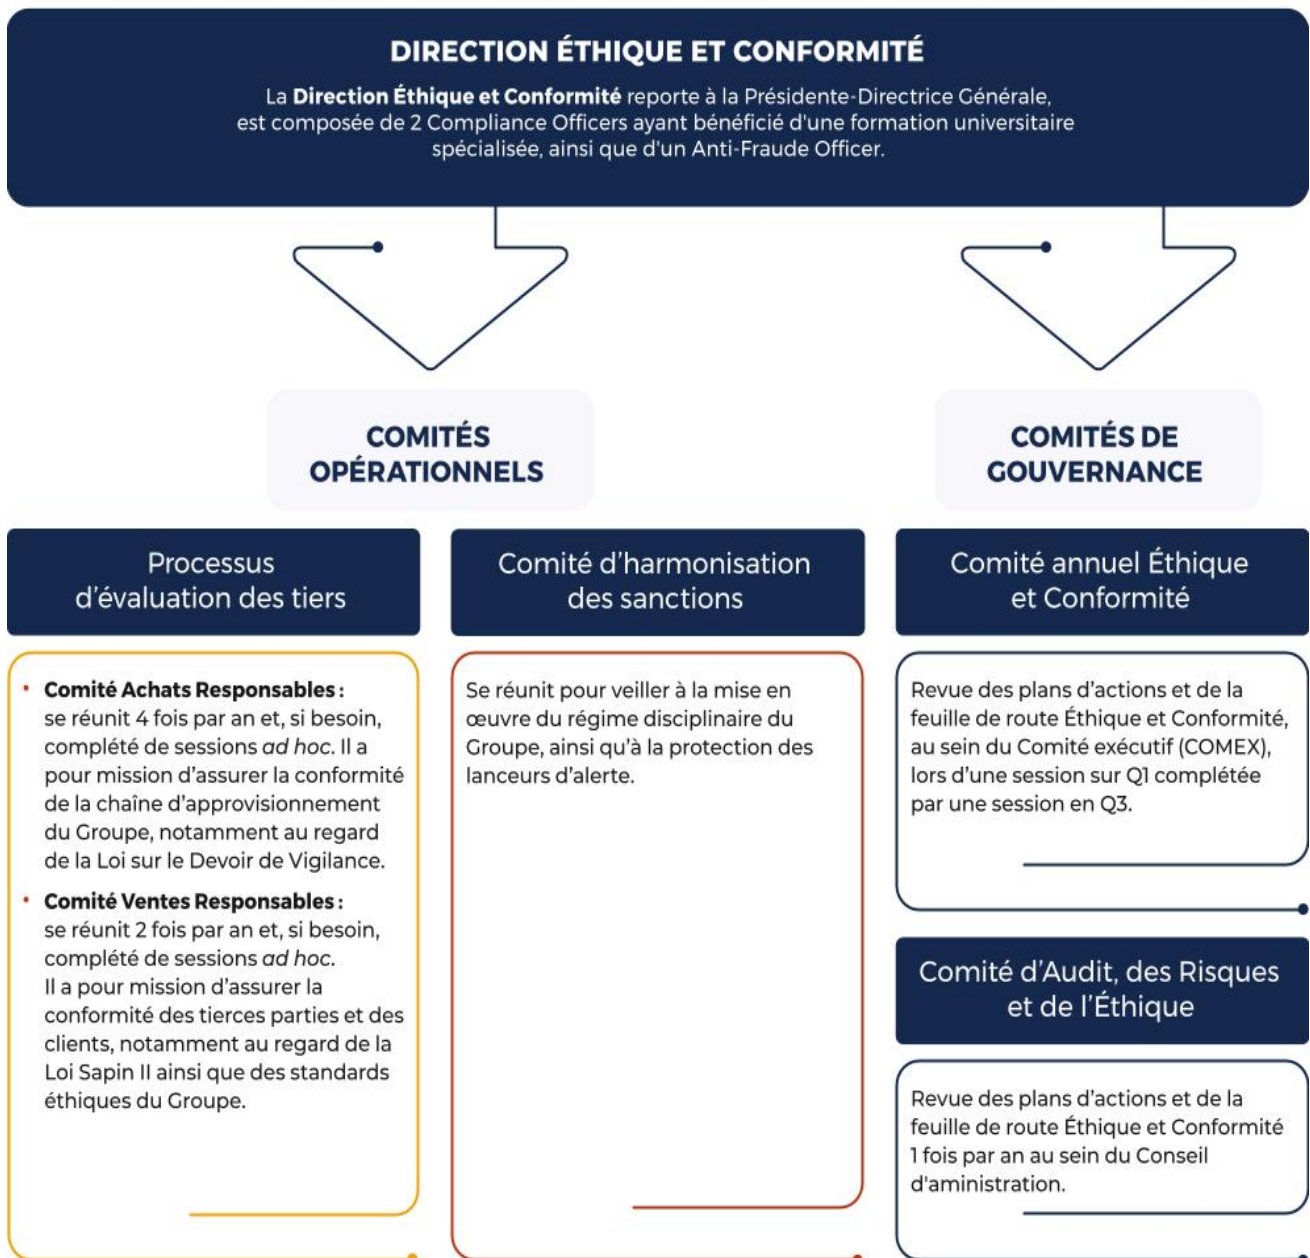 DIRECTION ÉTHIQUE ET CONFORMITÉ
La Direction Éthique et Conformité reporte à la Présidente-Directrice Générale,
est composée de 2 Compliance Officers ayant bénéficié d'une formation universitaire
spécialisée, ainsi que d'un Anti-Fraude Officer.
COMITÉS
OPÉRATIONNELS
Processus
d'évaluation des tiers
• Comité Achats Responsables :
se réunit 4 fois par an et, si besoin,
complété de sessions ad hoc. Il a
pour mission d'assurer la conformité
de la chaîne d'approvisionnement
du Groupe, notamment au regard
de la Loi sur le Devoir de Vigilance.
• Comité Ventes Responsables :
se réunit 2 fois par an et, si besoin,
complété de sessions ad hoc.
Il a pour mission d'assurer la
conformité des tierces parties et des
clients, notamment au regard de la
Loi Sapin II ainsi que des standards
éthiques du Groupe.
Comité d'harmonisation
des sanctions
Se réunit pour veiller à la mise en
œuvre du régime disciplinaire du
Groupe, ainsi qu'à la protection des
lanceurs d'alerte.
COMITÉS DE
GOUVERNANCE
Comité annuel Éthique
et Conformité
Revue des plans d'actions et de la
feuille de route Éthique et Conformité,
au sein du Comité exécutif (COMEX),
lors d'une session sur Q1 complétée
par une session en Q3.
Comité d'Audit, des Risques
et de l'Éthique
Revue des plans d'actions et de la
feuille de route Éthique et Conformité
1 fois par an au sein du Conseil
d'aministration.